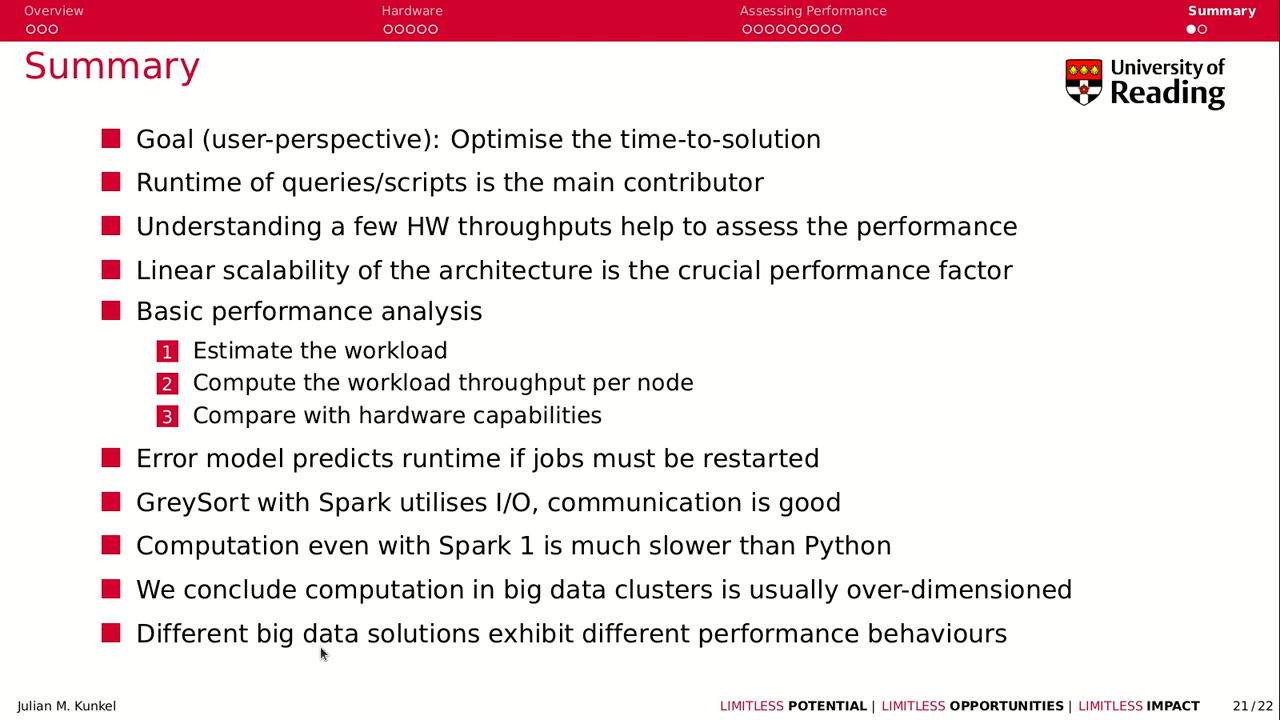 Overview Hardware Assessing Performance Summary
Summary
University of
Reading
Goal (user-perspective): Optimise the time-to-solution
Runtime of queries/scripts is the main contributor
Understanding a few HW throughputs help to assess the performance
Linear scalability of the architecture is the crucial performance factor
Basic performance analysis
1 Estimate the workload
2 Compute the workload throughput per node
3 Compare with hardware capabilities
Error model predicts runtime if jobs must be restarted
GreySort with Spark utilises I/O, communication is good
Computation even with Spark 1 is much slower than Python
We conclude computation in big data clusters is usually over-dimensioned
Different big data solutions exhibit different performance behaviours
Julian M. Kunkel LIMITLESS POTENTIAL | LIMITLESS OPPORTUNITIES | LIMITLESS IMPACT 21/22